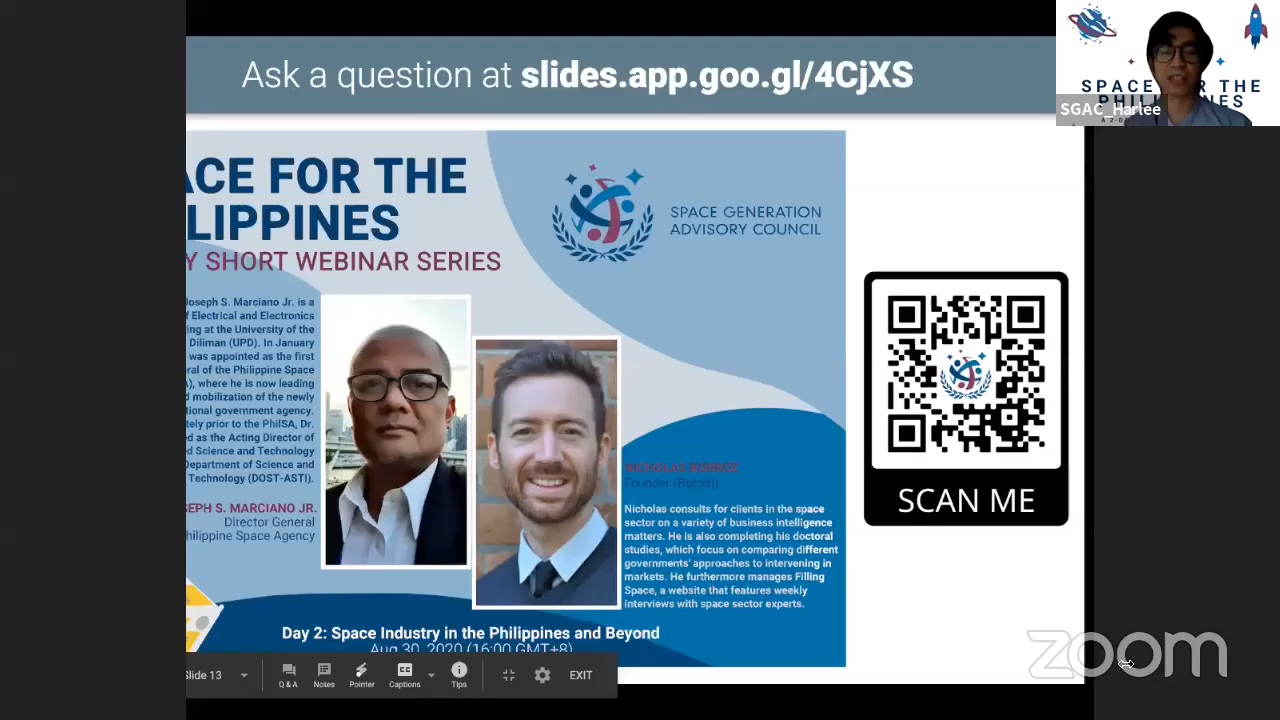 Ask a question at slides.app.goo.gl/4CjXS
SPACE THE
SGAC_Harlee
ACE FOR THE
LIPPINES
Y SHORT WEBINAR SERIES
SPACE GENERATION
ADVISORY COUNCIL
Joseph S. Marciano Jr. is a
f Electrical and Electronics
ing at the University of the
Diliman (UPD). In January
was appointed as the first
ral of the Philippine Space
A), where he is now leading
d mobilization of the newly
tional government agency.
tely prior to the PhilSA, Dr.
ed as the Acting Director of
d Science and Technology
Department of Science and
Technology (DOST-ASTI).
SEPH S. MARCIANO JR.
Director General
hilippine Space Agency
NICHOLAS BORROZ
Founder (Rotoiti)
Nicholas consults for clients in the space
sector on a variety of business intelligence
matters. He is also completing his doctoral
studies, which focus on comparing different
governments' approaches to intervening in
markets. He furthermore manages Filling
Space, a website that features weekly
interviews with space sector experts.
SCAN ME
Day 2: Space Industry in the Philippines and Beyond
Aug 30, 2020 (16:00 GMT+8)
Slide 13
Q & A
Notes
Pointer
Captions
Tips
EXIT
zoom